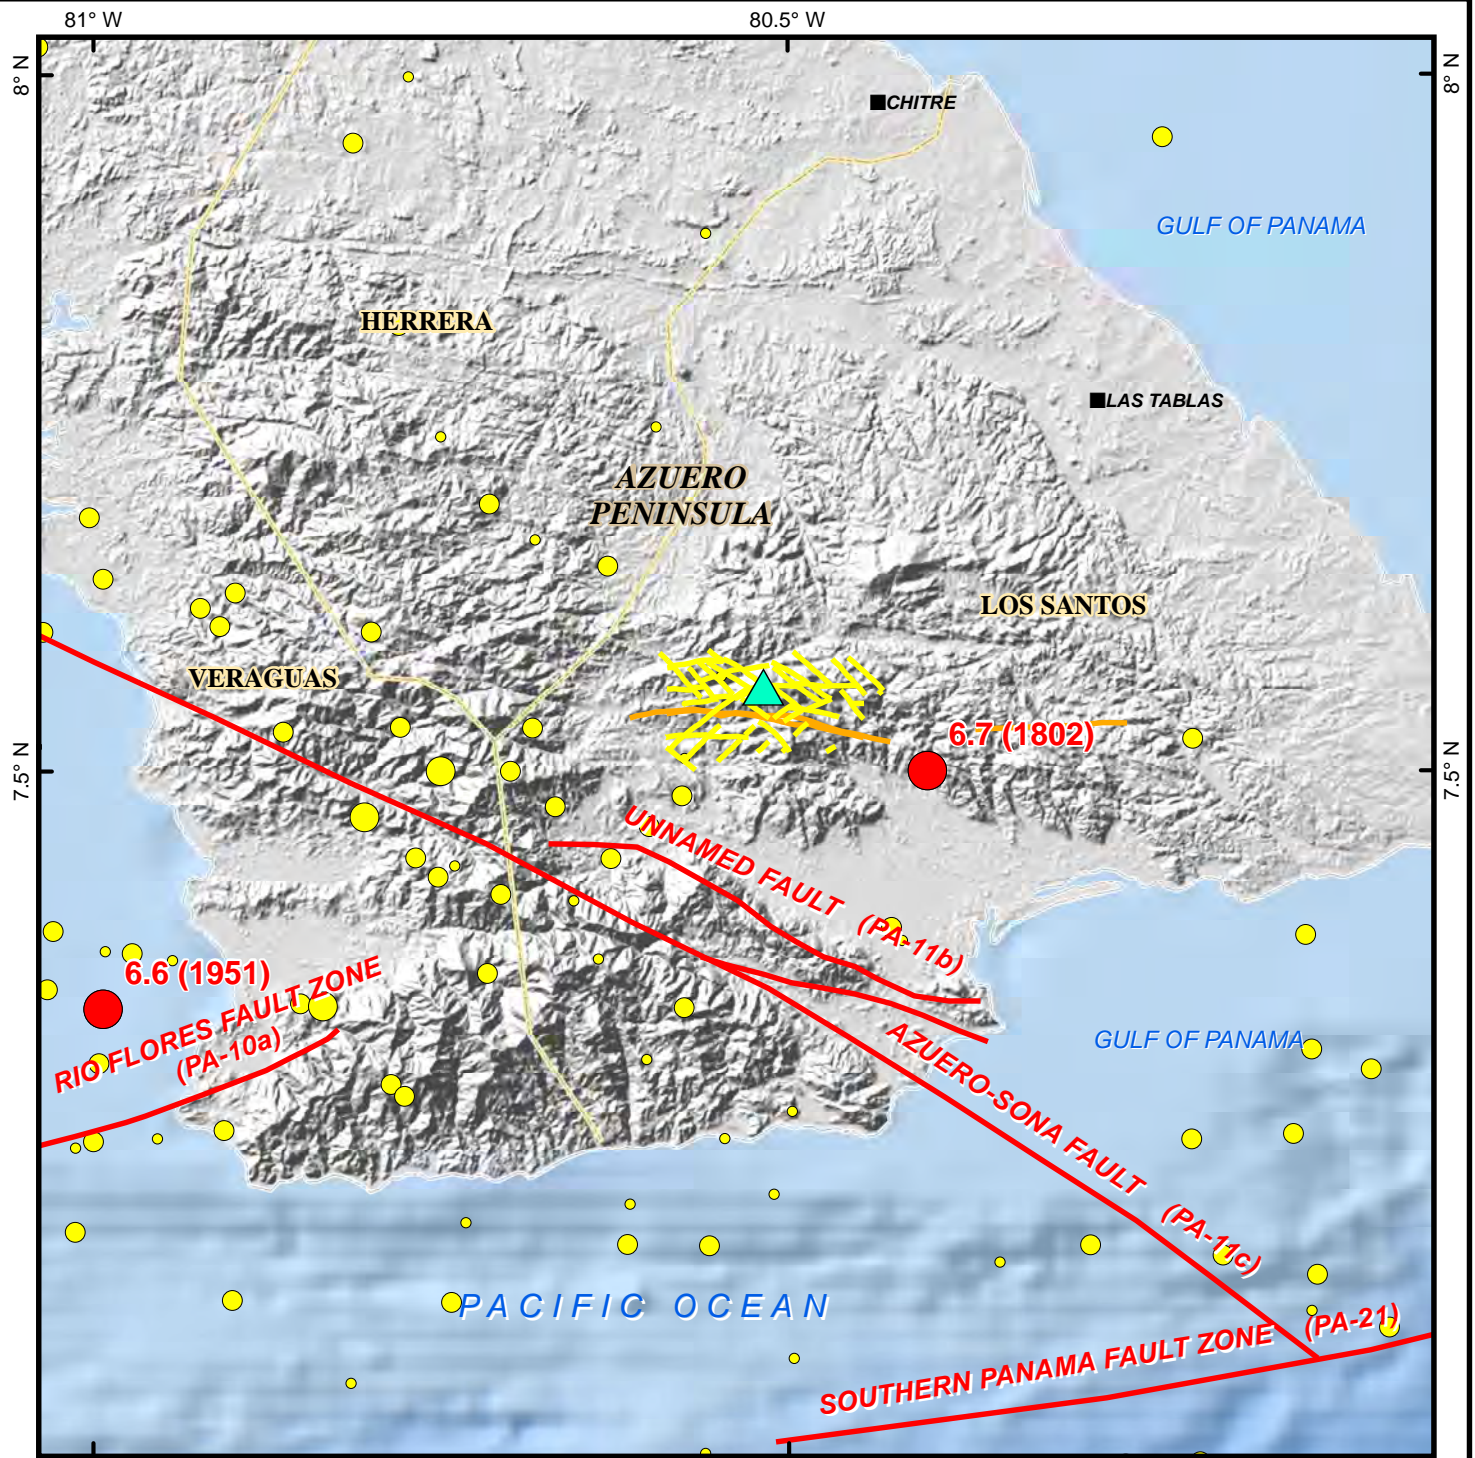 81° W
80.5° W
8° N
8° N
CHITRE
GULF OF PANAMA
HERRERA
LAS TABLAS
AZUERO
PENINSULA
LOS SANTOS
VERAGUAS
6.7 (1802)
7.5° N
7.5° N
UNNAMED FAULT (PA-11b)
6.6 (1951)
RIO FLORES FAULT ZONE
(PA-10a)
GULF OF PANAMA
AZUERO-SONA FAULT (PA-11c)
PACIFIC OCEAN
SOUTHERN PANAMA FAULT ZONE (PA-21)